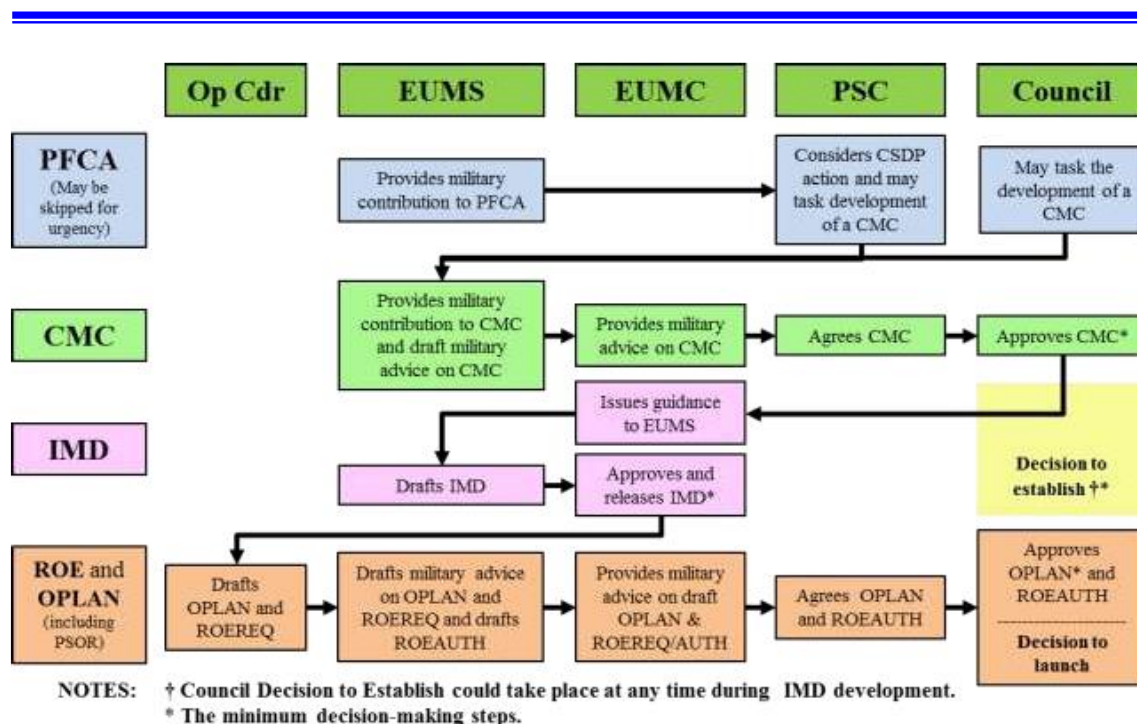 Op Cdr
EUMS
EUMC
PSC
Council
PFCA
(May be
skipped for
urgency)
Provides military
contribution to PFCA
Considers CSDP
action and may
task development
of a CMC
May task the
development of a
CMC
CMC
Provides military
contribution to CMC
and draft military
advice on CMC
Provides military
advice on CMC
Agrees CMC
Approves CMC*
IMD
Issues guidance
to EUMS
Drafts IMD
Approves and
releases IMD*
Decision to
establish †*
ROE and
OPLAN
(including
PSOR)
Drafts
OPLAN and
ROEREQ
Drafts military advice
on OPLAN and
ROEREQ and drafts
ROEAUTH
Provides military
advice on draft
OPLAN &
ROEREQ/AUTH
Agrees OPLAN
and ROEAUTH
Approves
OPLAN* and
ROEAUTH
Decision to
launch
NOTES: † Council Decision to Establish could take place at any time during IMD development.
* The minimum decision-making steps.